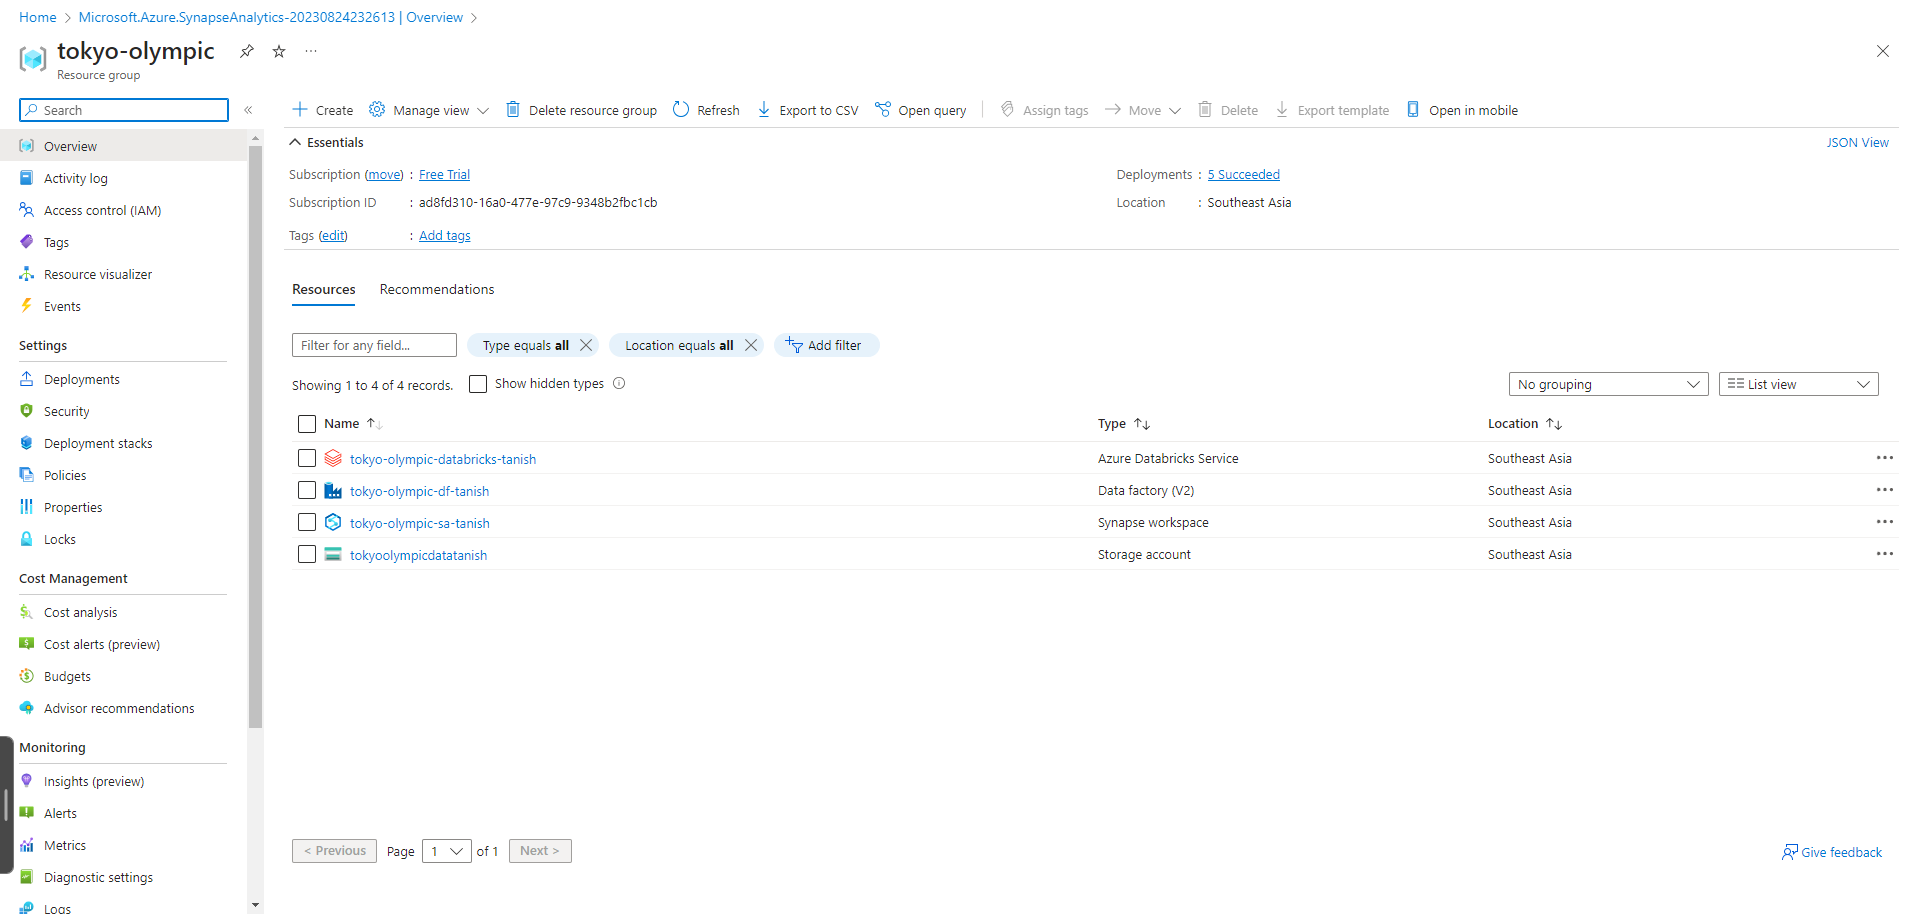 Home > Microsoft.Azure.SynapseAnalytics-20230824232613 | Overview >
tokyo-olympic
Resource group
Search
Create Manage view Delete resource group Refresh Export to CSV Open query Assign tags Move Delete Export template Open in mobile
Overview
Activity log
Access control (IAM)
Tags
Resource visualizer
Events
Settings
Deployments
Security
Deployment stacks
Policies
Properties
Locks
Cost Management
Cost analysis
Cost alerts (preview)
Budgets
Advisor recommendations
Monitoring
Insights (preview)
Alerts
Metrics
Diagnostic settings
Logs
Essentials
JSON View
Subscription (move) : Free Trial
Subscription ID : ad8fd310-16a0-477e-97c9-9348b2fbc1cb
Tags (edit) : Add tags
Deployments : 5 Succeeded
Location : Southeast Asia
Resources Recommendations
Filter for any field... Type equals all Location equals all Add filter
Showing 1 to 4 of 4 records. Show hidden types
No grouping List view
Name Type Location
tokyo-olympic-databricks-tanish Azure Databricks Service Southeast Asia
tokyo-olympic-df-tanish Data factory (V2) Southeast Asia
tokyo-olympic-sa-tanish Synapse workspace Southeast Asia
tokyoolympicdatatanish Storage account Southeast Asia
< Previous Page 1 of 1 Next >
Give feedback